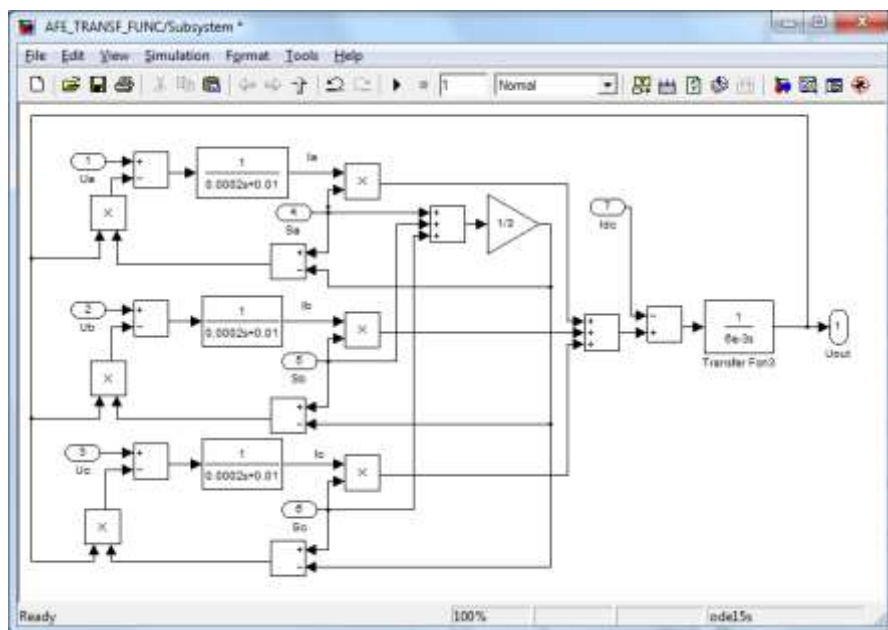 AFE_TRANSF_FUNC/Subsystem *
File Edit View Simulation Format Tools Help
1 Normal
1
Ua
+
−
1
0.0002s+0.01
Ia
×
×
4
Sa
+
−
+
+
+
1/3
7
Idc
2
Ub
+
−
1
0.0002s+0.01
Ib
×
×
5
Sb
+
−
+
+
+
−
+
1
6e-3s
Transfer Fcn3
1
Uout
3
Uc
+
−
1
0.0002s+0.01
Ic
×
×
6
Sc
+
−
Ready 100% ode15s